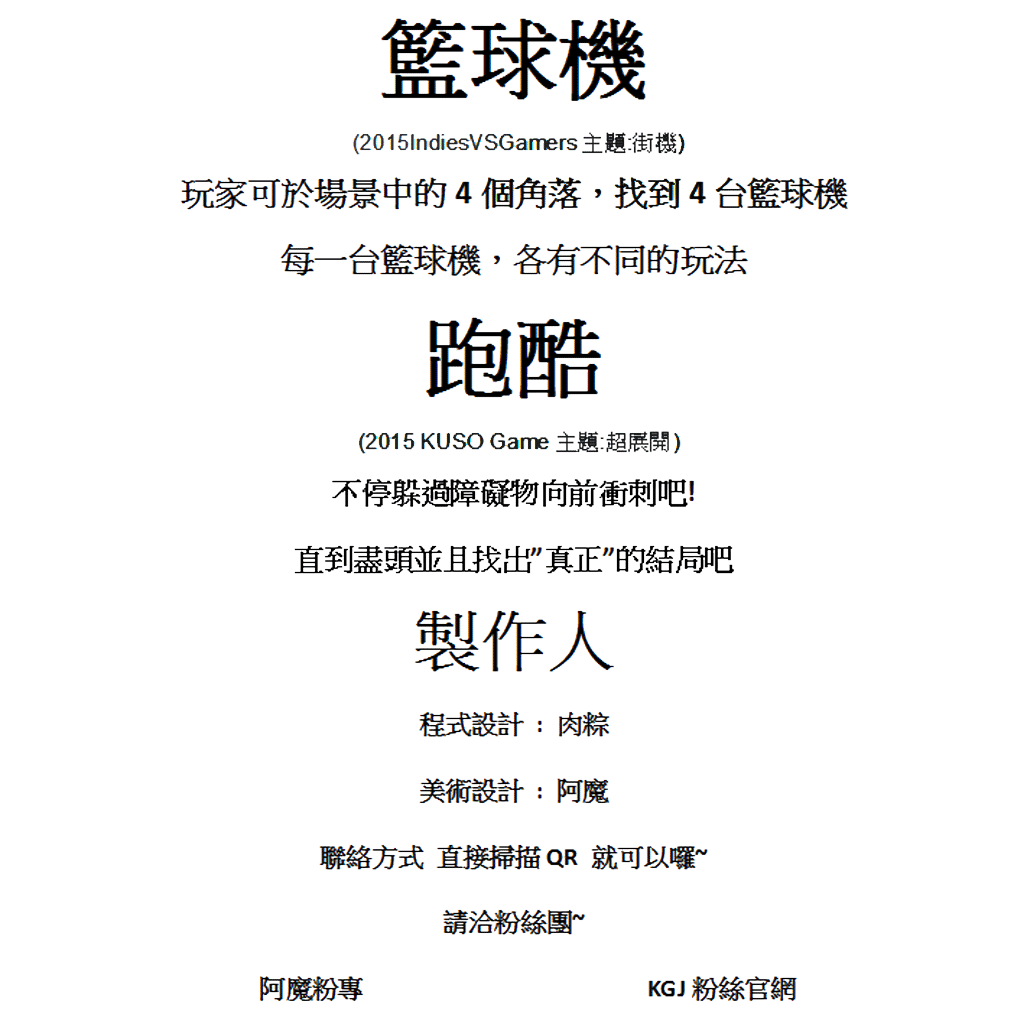 籃球機
(2015IndiesVSGamers 主題:街機)
玩家可於場景中的 4 個角落，找到 4 台籃球機
每一台籃球機，各有不同的玩法
跑酷
(2015 KUSO Game 主題:超展開)
不停躲過障礙物向前衝刺吧!
直到盡頭並且找出”真正”的結局吧
製作人
程式設計 : 肉粽
美術設計 : 阿魔
聯絡方式 直接掃描 QR 就可以囉~
請洽粉絲團~
阿魔粉專 KGJ 粉絲官網